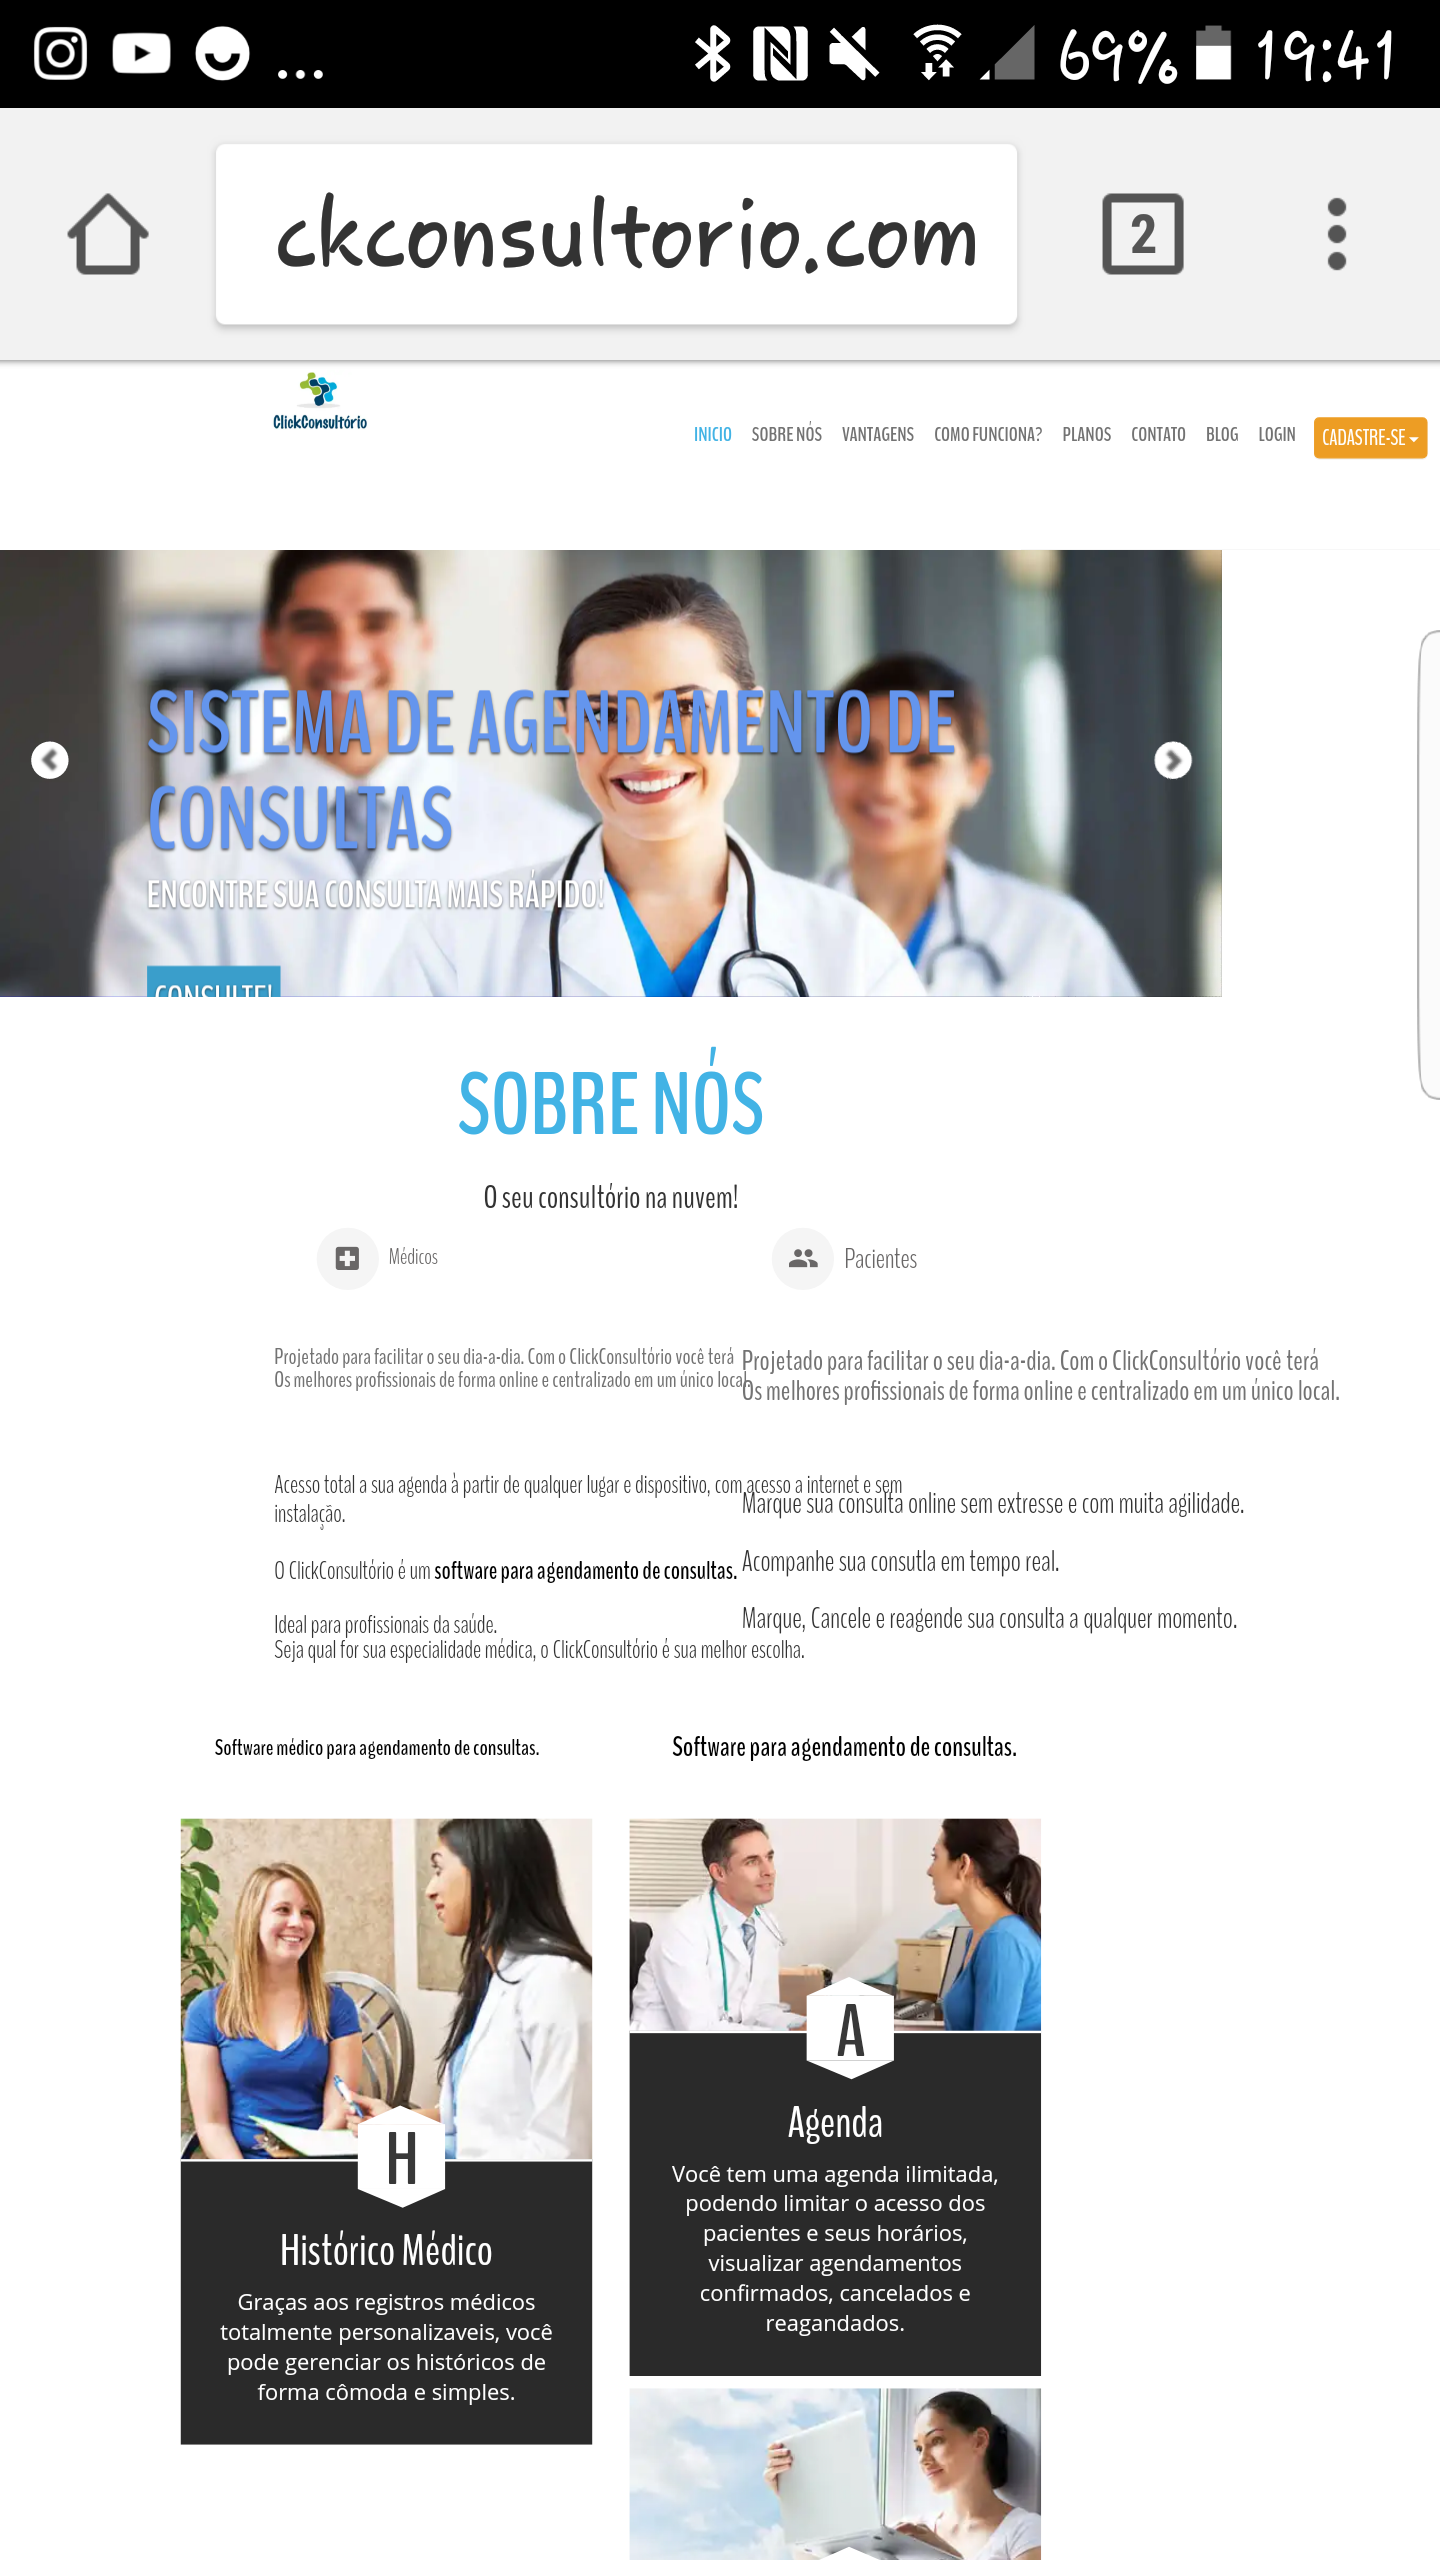 69% 19:41
ckconsultorio.com
2
ClickConsultório
INICIO SOBRE NÓS VANTAGENS COMO FUNCIONA? PLANOS CONTATO BLOG LOGIN CADASTRE-SE
SISTEMA DE AGENDAMENTO DE
CONSULTAS
ENCONTRE SUA CONSULTA MAIS RÁPIDO!
CONSULTE!
SOBRE NÓS
O seu consultório na nuvem!
Médicos
Projetado para facilitar o seu dia-a-dia. Com o ClickConsultório você terá
Os melhores profissionais de forma online e centralizado em um único local.
Acesso total a sua agenda à partir de qualquer lugar e dispositivo, com acesso a internet e sem
instalação.
O ClickConsultório é um software para agendamento de consultas.
Ideal para profissionais da saúde.
Seja qual for sua especialidade médica, o ClickConsultório é sua melhor escolha.
Pacientes
Projetado para facilitar o seu dia-a-dia. Com o ClickConsultório você terá
Os melhores profissionais de forma online e centralizado em um único local.
Marque sua consulta online sem extresse e com muita agilidade.
Acompanhe sua consutla em tempo real.
Marque, Cancele e reagende sua consulta a qualquer momento.
Software médico para agendamento de consultas.
Software para agendamento de consultas.
H
Histórico Médico
Graças aos registros médicos
totalmente personalizaveis, você
pode gerenciar os históricos de
forma cômoda e simples.
A
Agenda
Você tem uma agenda ilimitada,
podendo limitar o acesso dos
pacientes e seus horários,
visualizar agendamentos
confirmados, cancelados e
reagandados.